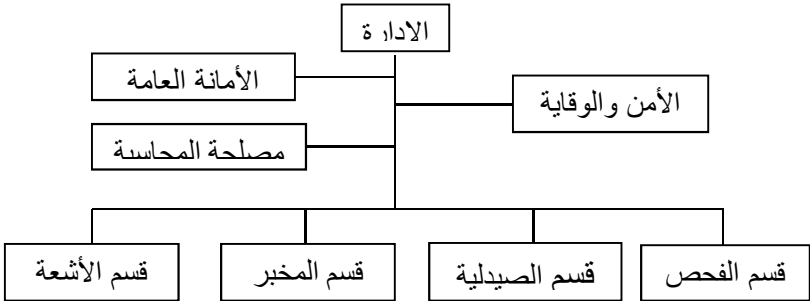 الادارة
الأمانة العامة
الأمن والوقاية
مصلحة المحاسبة
قسم الفحص
قسم الصيدلية
قسم المخبر
قسم الأشعة